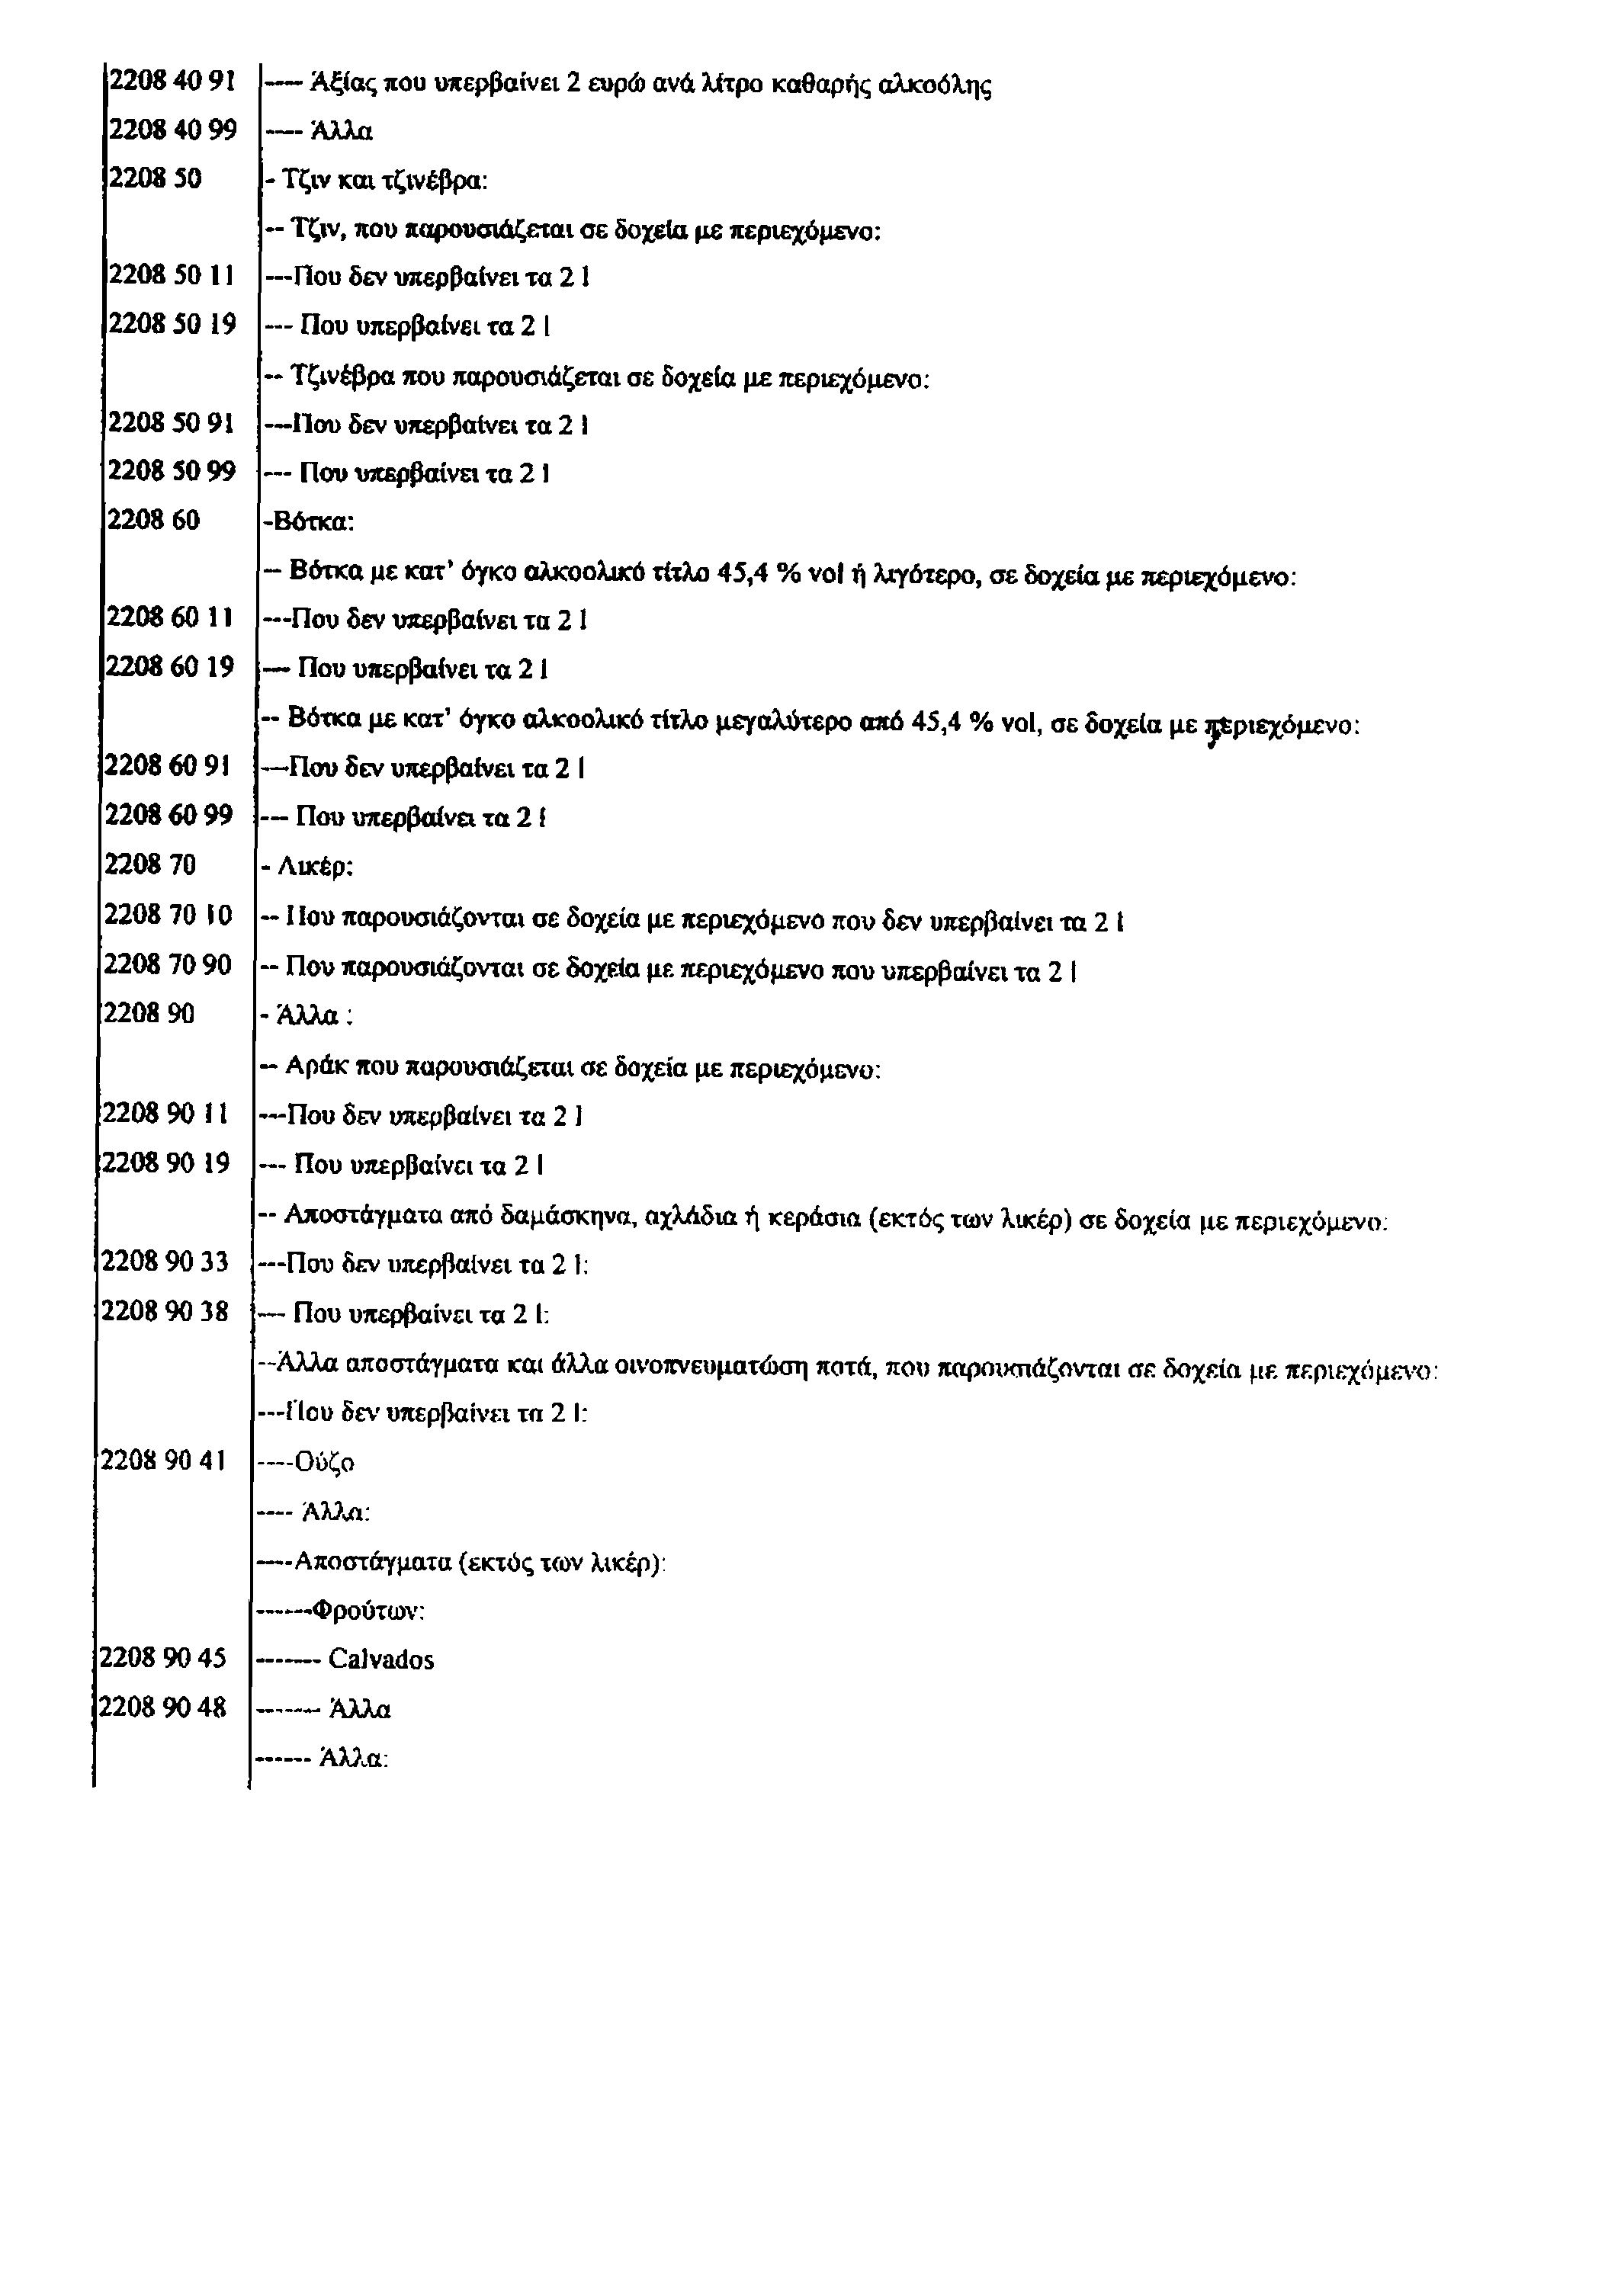 2208 40 91 ---- Άξίας που υπερβαίνει 2 ευρώ ανά λίτρο καθαρής αλκοόλης
2208 40 99 ---- Άλλα
2208 50 - Τζιν και τζινέβρα:
-- Τζιν, που παρουσιάζεται σε δοχεία με περιεχόμενο:
2208 50 11 ---Που δεν υπερβαίνει τα 2 l
2208 50 19 --- Που υπερβαίνει τα 2 l
-- Τζινέβρα που παρουσιάζεται σε δοχεία με περιεχόμενο:
2208 50 91 ---Που δεν υπερβαίνει τα 2 l
2208 50 99 --- Που υπερβαίνει τα 2 l
2208 60 -Βότκα:
-- Βότκα με κατ’ όγκο αλκοολικό τίτλο 45,4 % vol ή λιγότερο, σε δοχεία με περιεχόμενο:
2208 60 11 ---Που δεν υπερβαίνει τα 2 l
2208 60 19 --- Που υπερβαίνει τα 2 l
-- Βότκα με κατ’ όγκο αλκοολικό τίτλο μεγαλύτερο από 45,4 % vol, σε δοχεία με περιεχόμενο:
2208 60 91 ---Που δεν υπερβαίνει τα 2 l
2208 60 99 --- Που υπερβαίνει τα 2 l
2208 70 - Λικέρ:
2208 70 10 -- Που παρουσιάζονται σε δοχεία με περιεχόμενο που δεν υπερβαίνει τα 2 l
2208 70 90 -- Που παρουσιάζονται σε δοχεία με περιεχόμενο που υπερβαίνει τα 2 l
2208 90 - Άλλα :
-- Αράκ που παρουσιάζεται σε δοχεία με περιεχόμενο:
2208 90 11 ---Που δεν υπερβαίνει τα 2 l
2208 90 19 --- Που υπερβαίνει τα 2 l
-- Αποστάγματα από δαμάσκηνα, αχλάδια ή κεράσια (εκτός των λικέρ) σε δοχεία με περιεχόμενο:
2208 90 33 ---Που δεν υπερβαίνει τα 2 l:
2208 90 38 --- Που υπερβαίνει τα 2 l:
--Άλλα αποστάγματα και άλλα οινοπνευματώση ποτά, που παρουσιάζονται σε δοχεία με περιεχόμενο:
---Που δεν υπερβαίνει τα 2 l:
2208 90 41 ----Ούζο
---- Άλλα:
----Αποστάγματα (εκτός των λικέρ):
------Φρούτων:
2208 90 45 ------- Calvados
2208 90 48 ------- Άλλα
------ Άλλα: